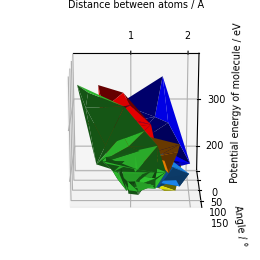 Distance between atoms / A
1
2
Potential energy of molecule / eV
300
200
0
50
100
150
Angle / °